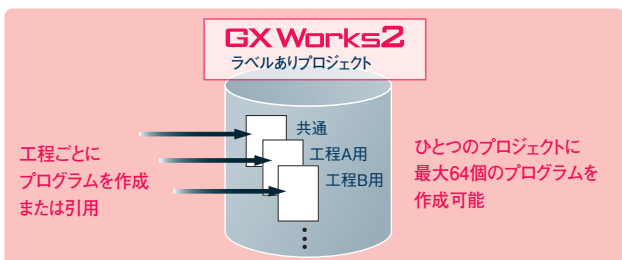 GX Works2
ラベルありプロジェクト
共通
工程A用
工程B用
工程ごとに
プログラムを作成
または引用
ひとつのプロジェクトに
最大64個のプログラムを
作成可能